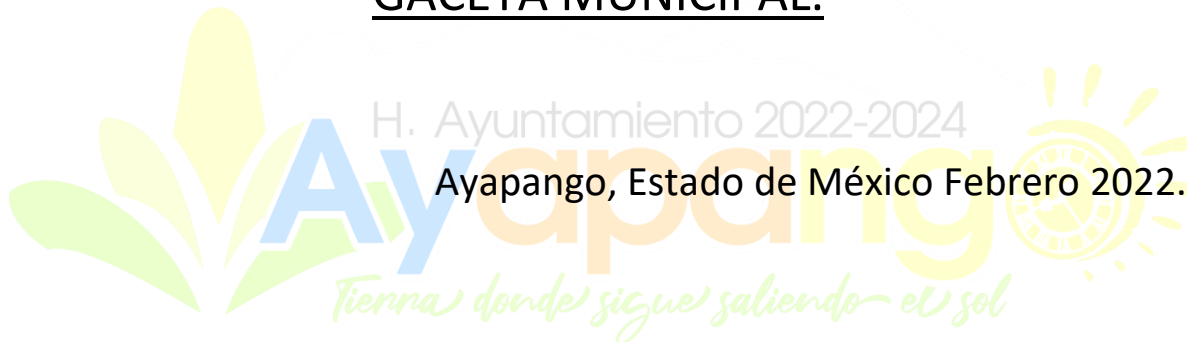 GACETA MUNICIPAL.
H. Ayuntamiento 2022-2024
Ayapango
Ayapango, Estado de México Febrero 2022.
Tierra donde sigue saliendo el sol